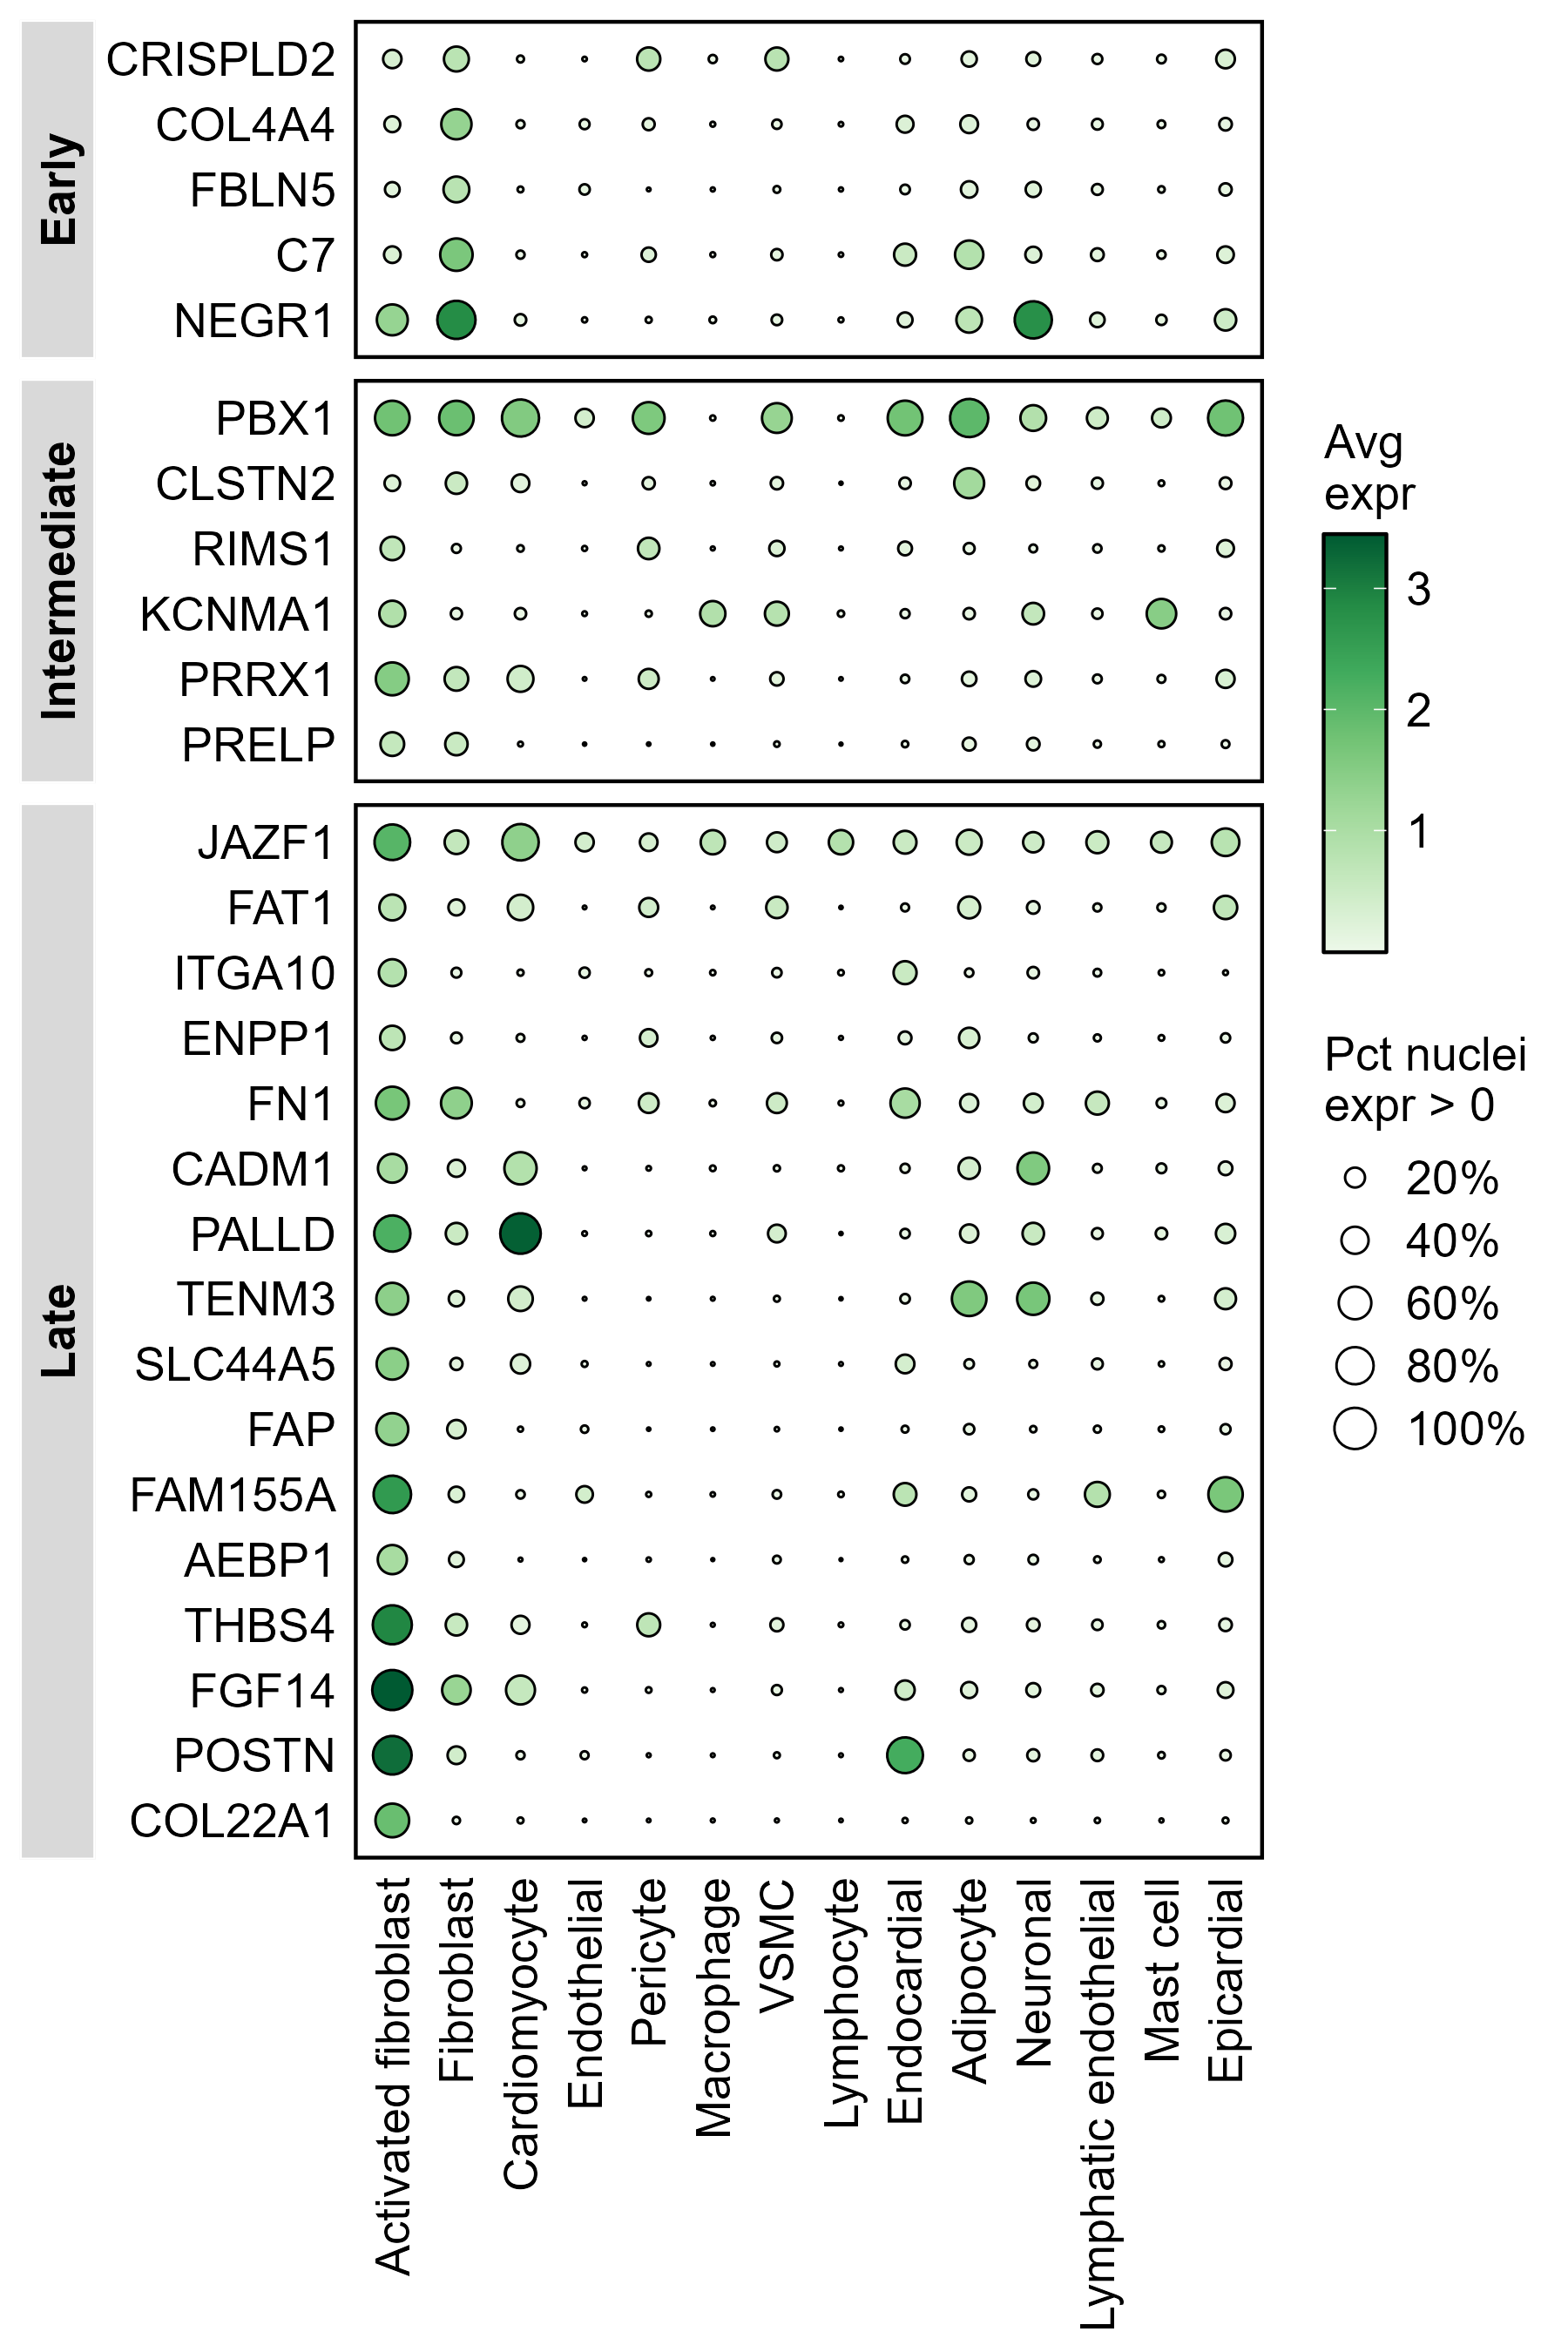 Early
CRISPLD2
COL4A4
FBLN5
C7
NEGR1
Intermediate
PBX1
CLSTN2
RIMS1
KCNMA1
PRRX1
PRELP
Late
JAZF1
FAT1
ITGA10
ENPP1
FN1
CADM1
PALLD
TENM3
SLC44A5
FAP
FAM155A
AEBP1
THBS4
FGF14
POSTN
COL22A1
Activated fibroblast
Fibroblast
Cardiomyocyte
Endothelial
Pericyte
Macrophage
VSMC
Lymphocyte
Endocardial
Adipocyte
Neuronal
Lymphatic endothelial
Mast cell
Epicardial
Avg
expr
3
2
1
Pct nuclei
expr > 0
20%
40%
60%
80%
100%